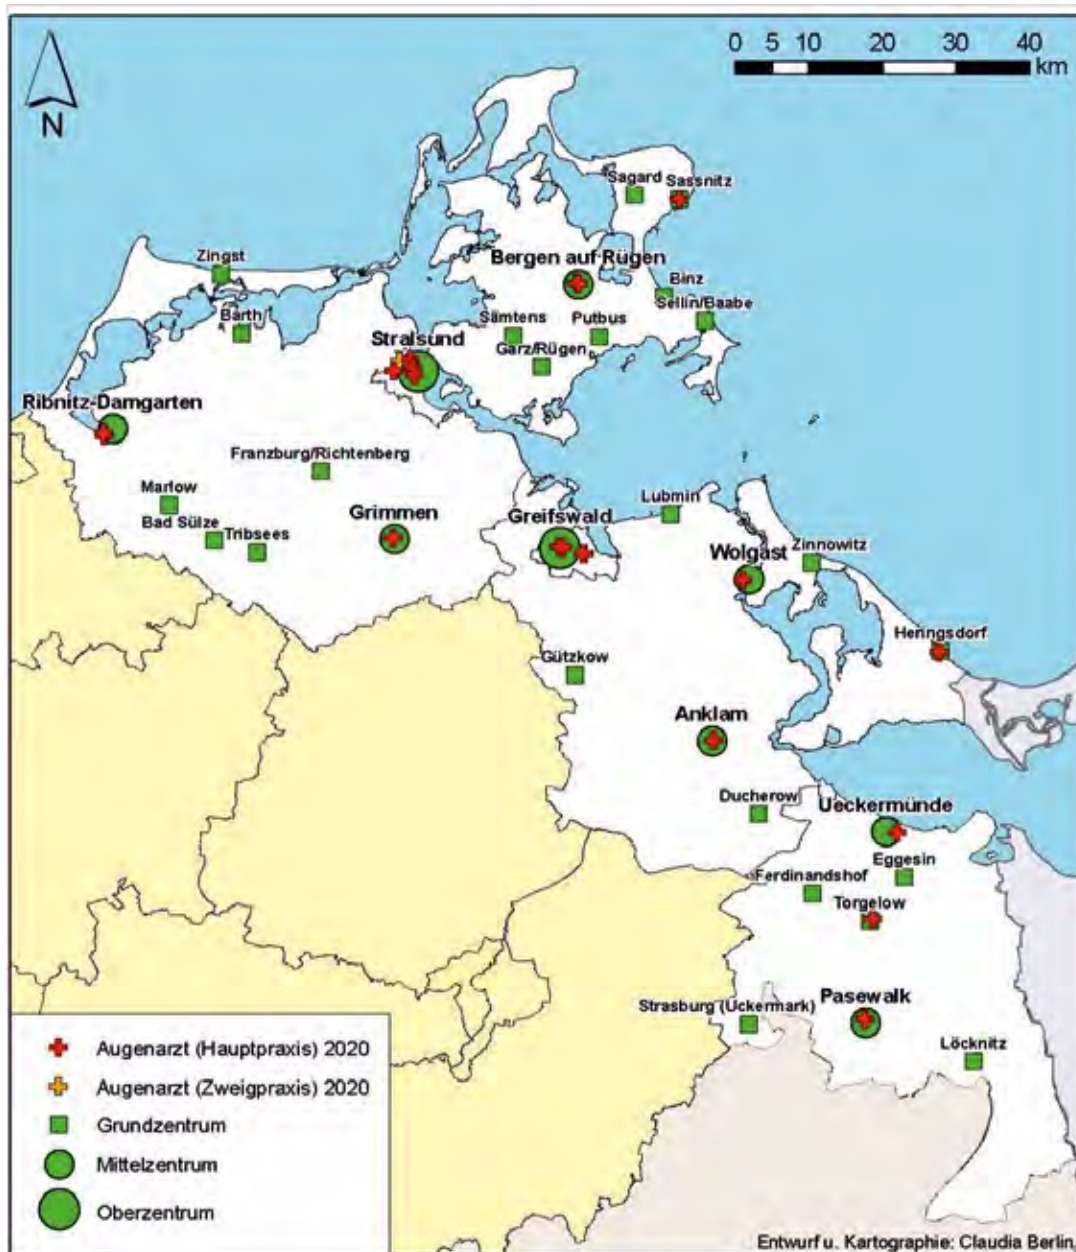 0 5 10 20 30 40
km
N
Sagard
Sassnitz
Zingst
Bergen auf Rügen
Binz
Sellin/Baabe
Barth
Samtens
Putbus
Stralsund
Garz/Rügen
Ribnitz-Damgarten
Franzburg/Richtenberg
Marlow
Lubmin
Bad Sülze
Tribsees
Grimmen
Greifswald
Wolgast
Zinnowitz
Heringsdorf
Gützkow
Anklam
Ducherow
Ueckermünde
Eggesin
Ferdinandshof
Torgelow
Strasburg (Uckermark)
Pasewalk
Löcknitz
Augenarzt (Hauptpraxis) 2020
Augenarzt (Zweigpraxis) 2020
Grundzentrum
Mittelzentrum
Oberzentrum
Entwurf u. Kartographie: Claudia Berlin,